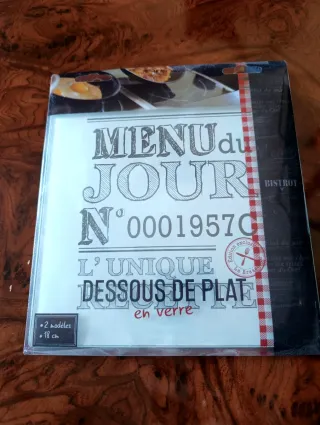 MENU du
JOUR
N° 0001957C
BISTROT
L'UNIQUE
DESSOUS DE PLAT
RECETTE
en verre
• 2 modèles
• 18 cm